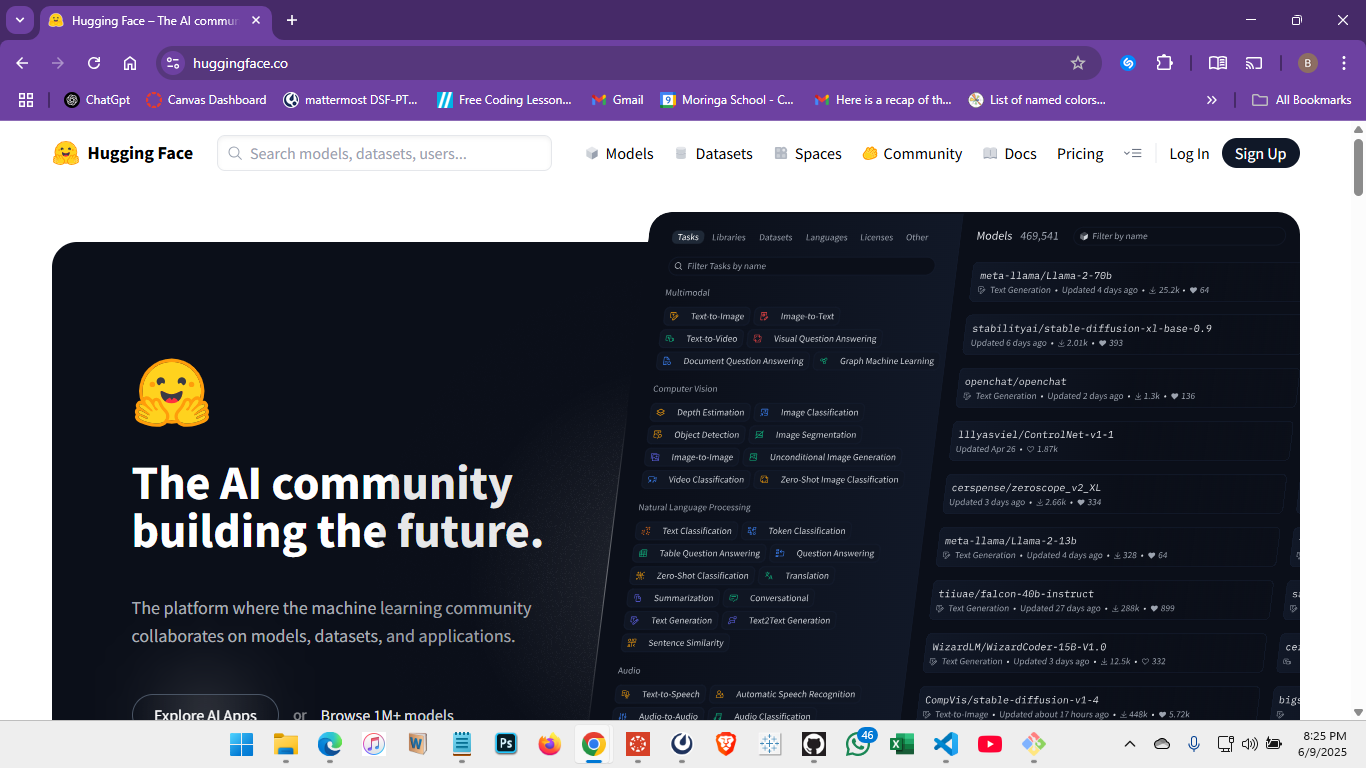 Hugging Face – The AI commun
huggingface.co
B
ChatGpt
Canvas Dashboard
mattermost DSF-PT...
Free Coding Lesson...
Gmail
Moringa School - C...
Here is a recap of th...
List of named colors...
All Bookmarks
Hugging Face
Search models, datasets, users...
Models
Datasets
Spaces
Community
Docs
Pricing
Log In
Sign Up
The AI community
building the future.
The platform where the machine learning community
collaborates on models, datasets, and applications.
Explore AI Apps
or
Browse 1M+ models
Tasks Libraries Datasets Languages Licenses Other
Filter Tasks by name
Multimodal
Text-to-Image Image-to-Text
Text-to-Video Visual Question Answering
Document Question Answering Graph Machine Learning
Computer Vision
Depth Estimation Image Classification
Object Detection Image Segmentation
Image-to-Image Unconditional Image Generation
Video Classification Zero-Shot Image Classification
Natural Language Processing
Text Classification Token Classification
Table Question Answering Question Answering
Zero-Shot Classification Translation
Summarization Conversational
Text Generation Text2Text Generation
Sentence Similarity
Audio
Text-to-Speech Automatic Speech Recognition
Audio-to-Audio Audio Classification
Models 469,541 Filter by name
meta-llama/Llama-2-70b
Text Generation • Updated 4 days ago • 25.2k • 64
stabilityai/stable-diffusion-xl-base-0.9
Updated 6 days ago • 2.01k • 393
openchat/openchat
Text Generation • Updated 2 days ago • 1.3k • 136
lllyasviel/ControlNet-v1-1
Updated Apr 26 • 1.87k
cerspense/zeroscope_v2_XL
Updated 3 days ago • 2.66k • 334
meta-llama/Llama-2-13b
Text Generation • Updated 4 days ago • 328 • 64
tiiuae/falcon-40b-instruct
Text Generation • Updated 27 days ago • 288k • 899
WizardLM/WizardCoder-15B-V1.0
Text Generation • Updated 3 days ago • 12.5k • 332
CompVis/stable-diffusion-v1-4
Text-to-Image • Updated about 17 hours ago • 448k • 5.72k
46
8:25 PM
6/9/2025